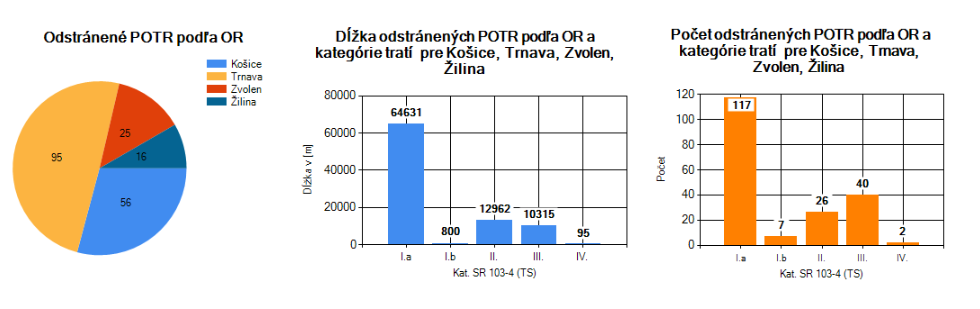 Odstránené POTR podľa OR
Košice
Trnava
Zvolen
Žilina
95
25
16
56
Dĺžka odstránených POTR podľa OR a
kategórie tratí pre Košice, Trnava, Zvolen,
Žilina
Dĺžka v [m]
80000
60000
40000
20000
0
64631
800
12962
10315
95
I.a
I.b
II.
III.
IV.
Kat. SR 103-4 (TS)
Počet odstránených POTR podľa OR a
kategórie tratí pre Košice, Trnava,
Zvolen, Žilina
Počet
120
100
80
60
40
20
0
117
7
26
40
2
I.a
I.b
II.
III.
IV.
Kat. SR 103-4 (TS)